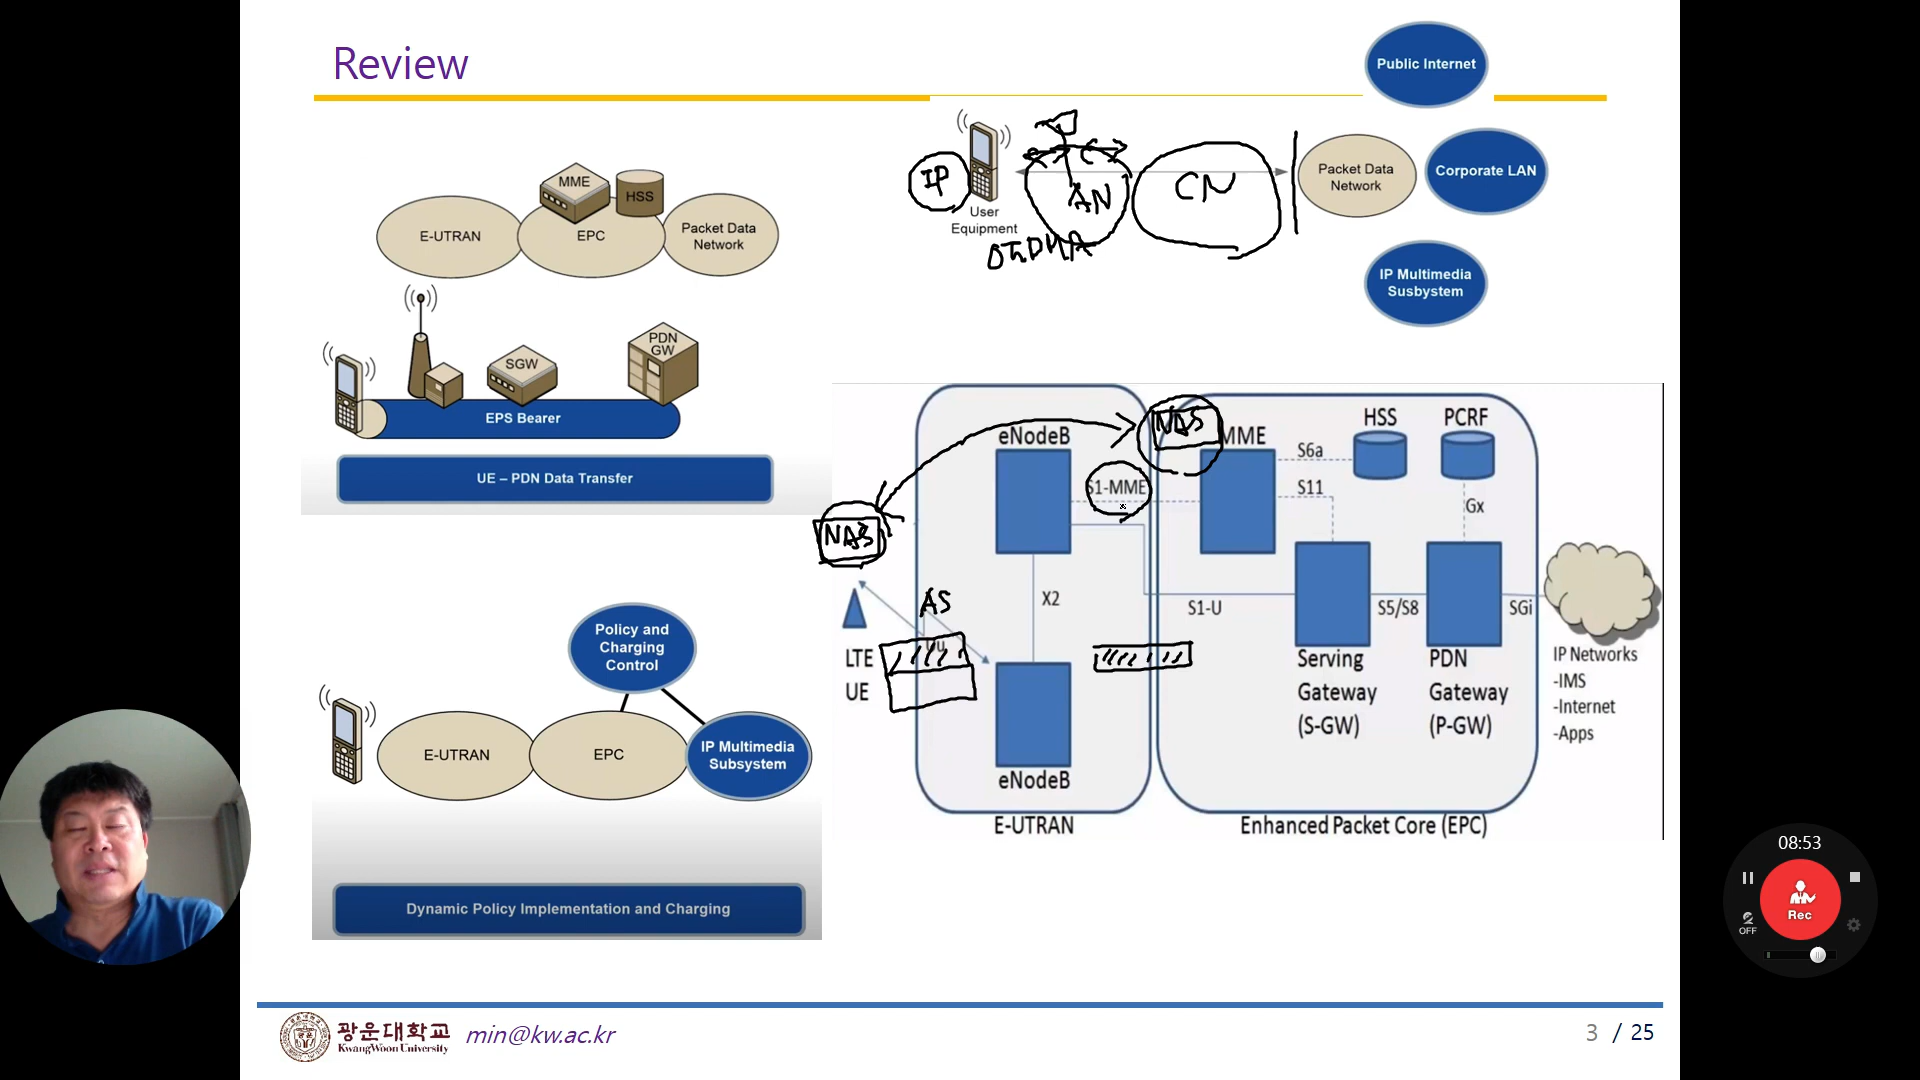 Review
Public Internet
IP
User
Equipment
AN
CN
OFDMA
Packet Data
Network
Corporate LAN
IP Multimedia
Susbystem
MME
HSS
E-UTRAN
EPC
Packet Data
Network
SGW
PDN
GW
EPS Bearer
UE – PDN Data Transfer
NAS
eNodeB
NAS
MME
HSS
PCRF
S6a
S1-MME
S11
Gx
AS
Uu
X2
S1-U
S5/S8
SGi
LTE
UE
Serving
Gateway
(S-GW)
PDN
Gateway
(P-GW)
IP Networks
-IMS
-Internet
-Apps
eNodeB
E-UTRAN
Enhanced Packet Core (EPC)
Policy and
Charging
Control
E-UTRAN
EPC
IP Multimedia
Subsystem
Dynamic Policy Implementation and Charging
08:53
Rec
OFF
광운대학교
KwangWoon University
min@kw.ac.kr
3 / 25